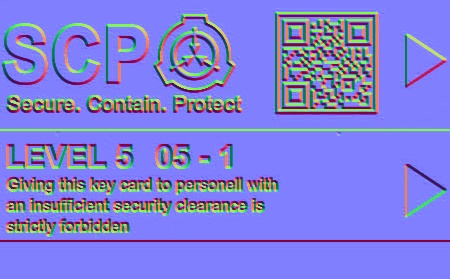 SCP
Secure. Contain. Protect
LEVEL 5 05 - 1
Giving this key card to personell with
an insufficient security clearance is
strictly forbidden